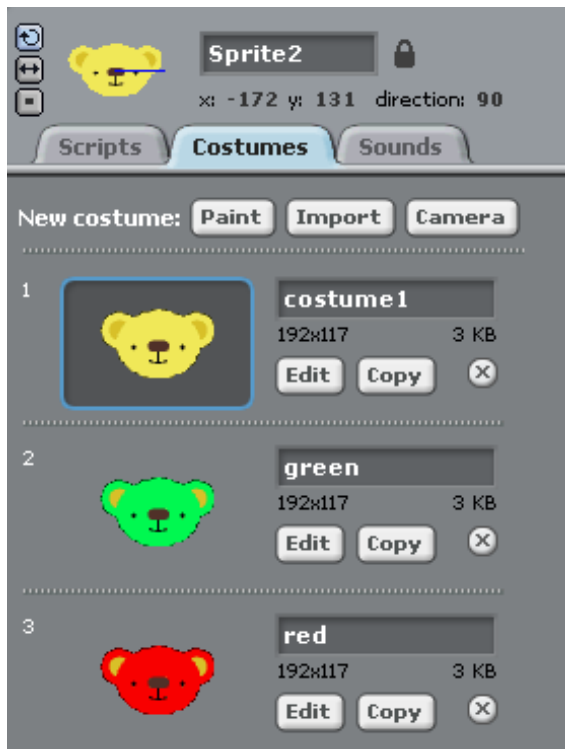 Sprite2
x: -172 y: 131 direction: 90
Scripts Costumes Sounds
New costume: Paint Import Camera
1
costume1
192x117 3 KB
Edit Copy
2
green
192x117 3 KB
Edit Copy
3
red
192x117 3 KB
Edit Copy